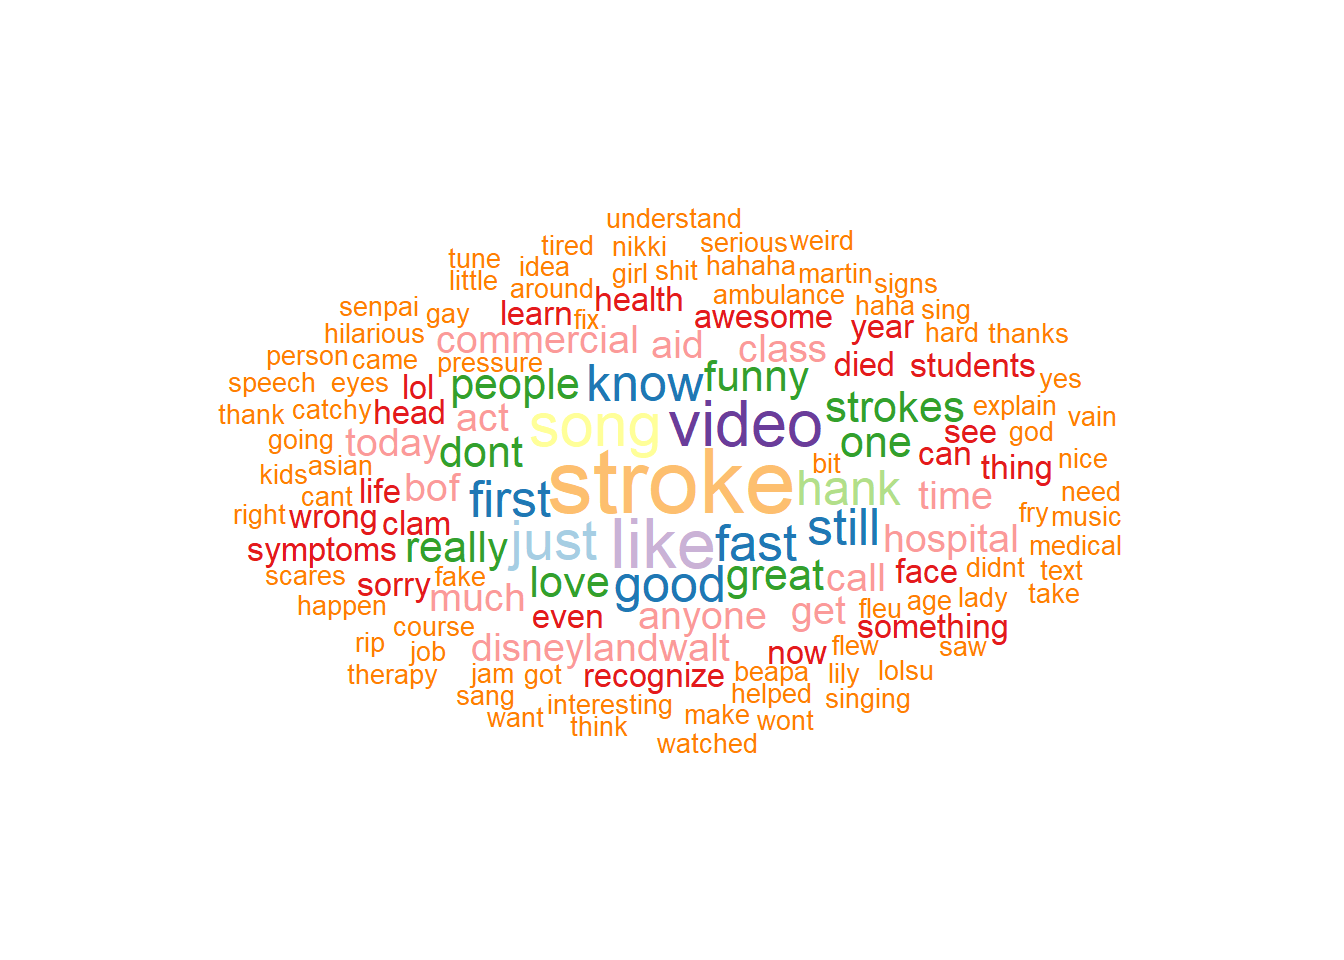 understand
tired nikki serious weird
tune idea girl shit hahaha martin
little around health ambulance signs
senpai gay learn fix awesome haha sing
hilarious commercial aid class year hard thanks
person came pressure know funny died students
speech eyes lol people yes
thank catchy head act song video strokes explain vain
going today dont one see god
kids asian stroke bit can thing nice
cant life bof first hank time need
right wrong clam just like fast still hospital fry music
symptoms really medical
scares sorry fake love good great call face didnt text
happen much even anyone get fleu age lady take
course something
rip job disneylandwalt now flew saw
therapy jam got recognize beapa lily lolsu
sang interesting helped singing
want think make wont
watched